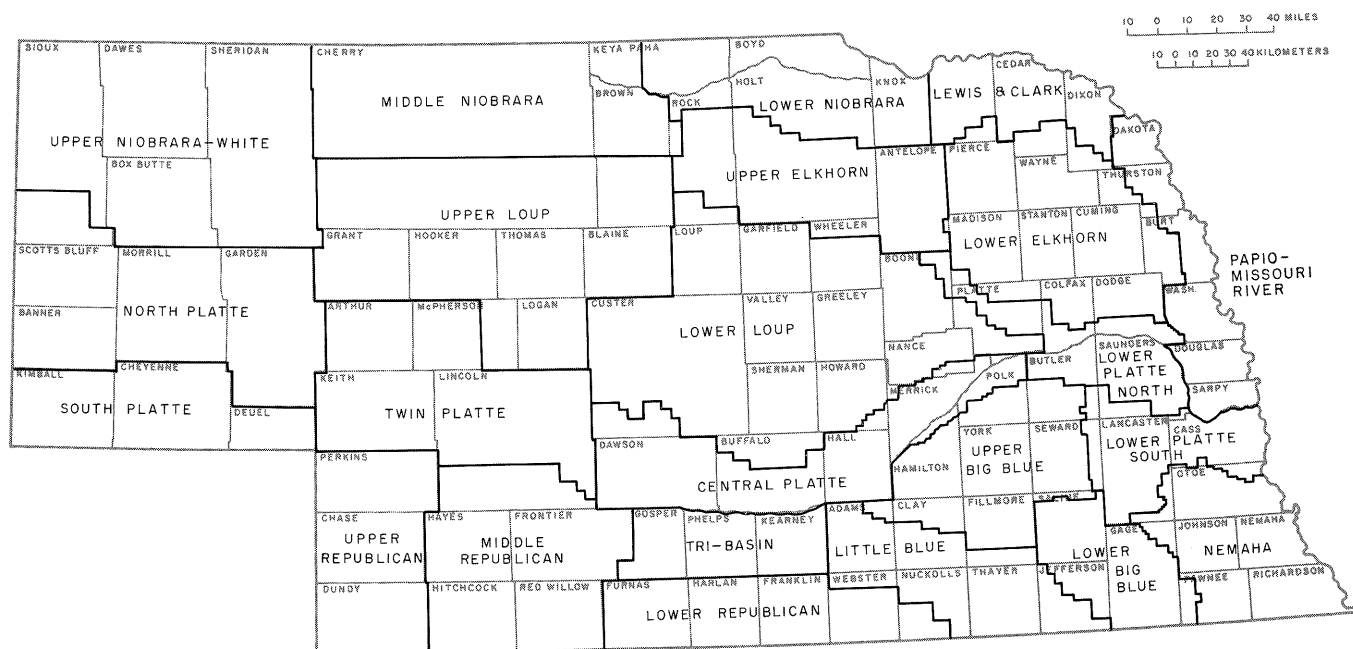 10 0 10 20 30 40 MILES
10 0 10 20 30 40 KILOMETERS
SIOUX
DAWES
SHERIDAN
CHERRY
KEYA PAHA
BOYD
CEDAR
MIDDLE NIOBRARA
BROWN
ROCK
HOLT
LOWER NIOBRARA
KNOX
LEWIS & CLARK
DIXON
UPPER NIOBRARA-WHITE
BOX BUTTE
DAKOTA
UPPER ELKHORN
ANTELOPE
PIERCE
WAYNE
THURSTON
UPPER LOUP
GRANT
HOOKER
THOMAS
BLAINE
LOUP
GARFIELD
WHEELER
MADISON
STANTON
CUMING
BURT
LOWER ELKHORN
SCOTTS BLUFF
MORRILL
GARDEN
BOONE
PAPIO-
MISSOURI
RIVER
BANNER
NORTH PLATTE
ARTHUR
McPHERSON
LOGAN
CUSTER
VALLEY
GREELEY
PLATTE
COLFAX
DODGE
WASH.
LOWER LOUP
NANCE
KIMBALL
CHEYENNE
KEITH
LINCOLN
SHERMAN
HOWARD
MERRICK
POLK
BUTLER
SAUNDERS
DOUGLAS
LOWER
PLATTE
NORTH
SARPY
SOUTH PLATTE
DEUEL
TWIN PLATTE
DAWSON
BUFFALO
HALL
YORK
SEWARD
LANCASTER
CASS
LOWER PLATTE
SOUTH
PERKINS
CENTRAL PLATTE
HAMILTON
UPPER
BIG BLUE
OTOE
CHASE
HAYES
FRONTIER
GOSPER
PHELPS
KEARNEY
ADAMS
CLAY
FILLMORE
SALINE
GAGE
JOHNSON
NEMAHA
UPPER
REPUBLICAN
MIDDLE
REPUBLICAN
TRI-BASIN
LITTLE BLUE
LOWER
BIG
BLUE
NEMAHA
DUNDY
HITCHCOCK
RED WILLOW
FURNAS
HARLAN
FRANKLIN
WEBSTER
NUCKOLLS
THAYER
JEFFERSON
PAWNEE
RICHARDSON
LOWER REPUBLICAN